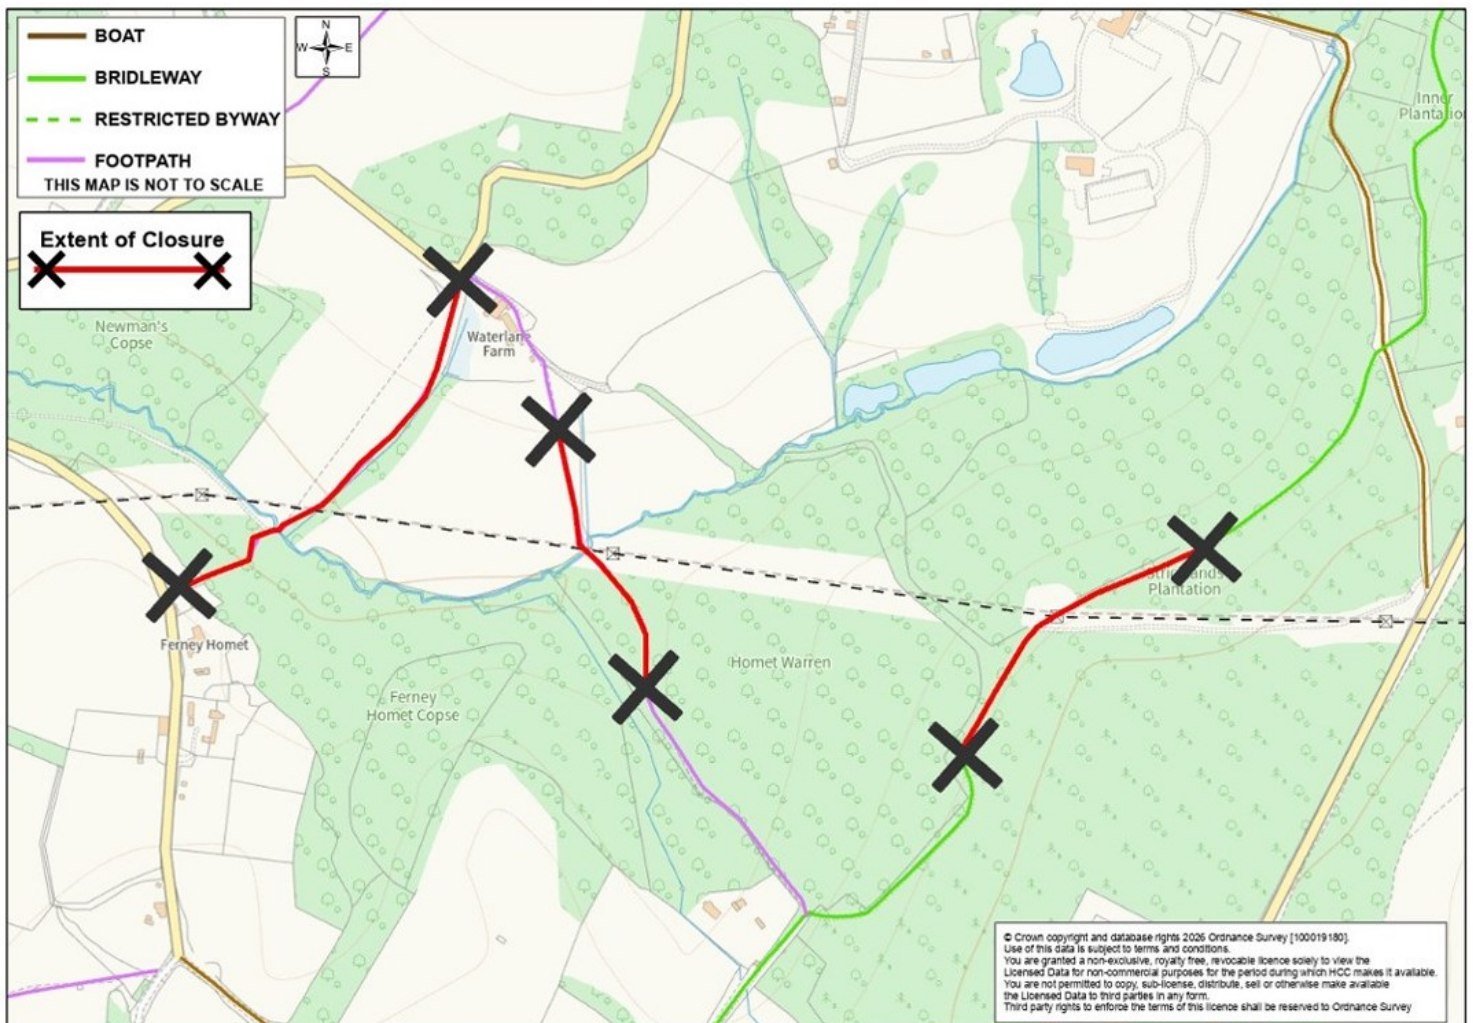 BOAT
BRIDLEWAY
RESTRICTED BYWAY
FOOTPATH
THIS MAP IS NOT TO SCALE
N
W E
S
Extent of Closure
Inner
Plantation
Newman's
Copse
Waterlane
Farm
Plantation
Ferney Homet
Homet Warren
Ferney
Homet Copse
© Crown copyright and database rights 2026 Ordnance Survey [100019180].
Use of this data is subject to terms and conditions.
You are granted a non-exclusive, royalty free, revocable licence solely to view the
Licensed Data for non-commercial purposes for the period during which HCC makes it available.
You are not permitted to copy, sub-license, distribute, sell or otherwise make available
the Licensed Data to third parties in any form.
Third party rights to enforce the terms of this licence shall be reserved to Ordnance Survey